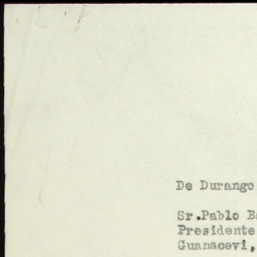 De Durango
Sr.Pablo
Presidente
Guanacevi,